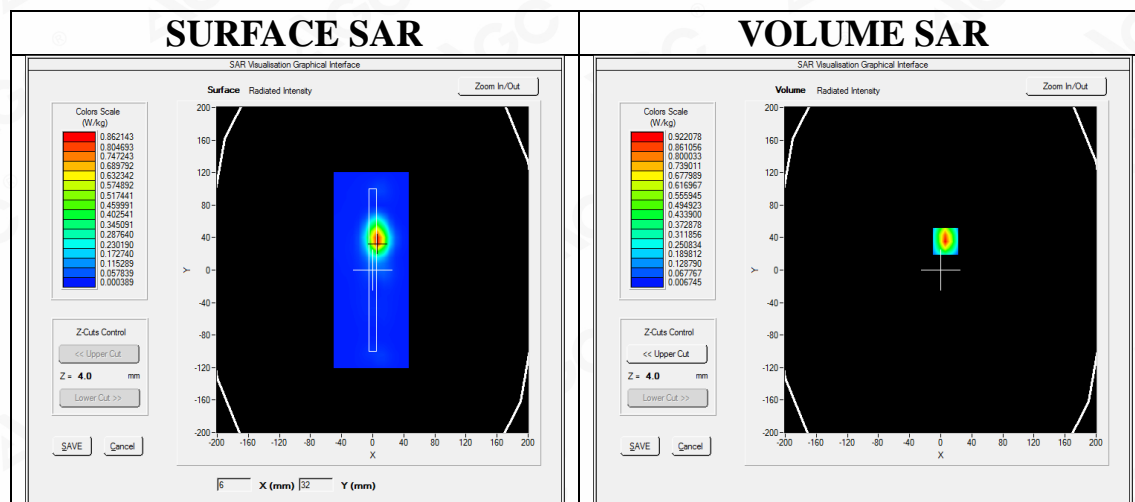 SURFACE SAR
VOLUME SAR
SAR Visualisation Graphical Interface
Surface Radiated Intensity
Zoom In/Out
Colors Scale
(W/kg)
0.862143
0.804693
0.747243
0.689792
0.632342
0.574892
0.517441
0.459991
0.402541
0.345091
0.287640
0.230190
0.172740
0.115289
0.057839
0.000389
Z-Cuts Control
<< Upper Cut
Z = 4.0 mm
Lower Cut >>
SAVE Cancel
200
160
120
80
40
0
-40
-80
-120
-160
-200
Y
-200 -160 -120 -80 -40 0 40 80 120 160 200
X
6 X (mm) 32 Y (mm)
SAR Visualisation Graphical Interface
Volume Radiated Intensity
Zoom In/Out
Colors Scale
(W/kg)
0.922078
0.861056
0.800033
0.739011
0.677989
0.616967
0.555945
0.494923
0.433900
0.372878
0.311856
0.250834
0.189812
0.128790
0.067767
0.006745
Z-Cuts Control
<< Upper Cut
Z = 4.0 mm
Lower Cut >>
SAVE Cancel
200
160
120
80
40
0
-40
-80
-120
-160
-200
Y
-200 -160 -120 -80 -40 0 40 80 120 160 200
X